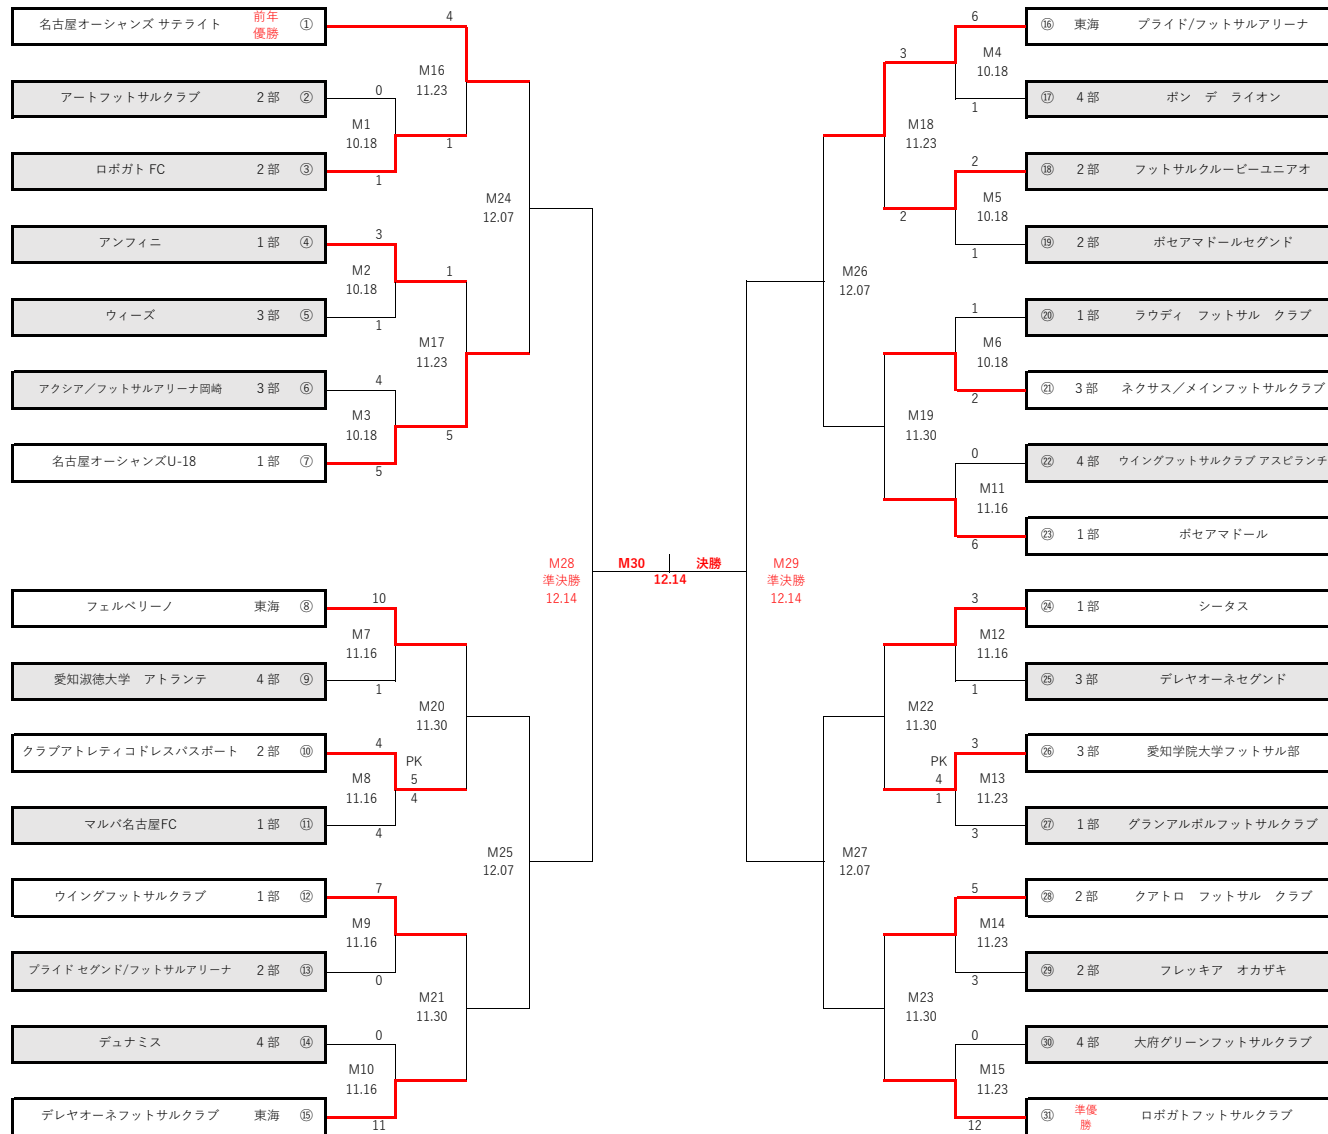 名古屋オーシャンズ サテライト 前年優勝 ①
4
M16
11.23
アートフットサルクラブ 2 部 ②
0
M1
10.18
1
ロボガト FC 2 部 ③
1
M24
12.07
アンフィニ 1 部 ④
3
M2
10.18
1
ウィーズ 3 部 ⑤
1
M17
11.23
アクシア／フットサルアリーナ岡崎 3 部 ⑥
4
M3
10.18
5
名古屋オーシャンズU-18 1 部 ⑦
5
M28
準決勝
12.14
フェルベリーノ 東海 ⑧
10
M7
11.16
愛知淑徳大学 アトランテ 4 部 ⑨
1
M20
11.30
クラブアトレティコドレスパスポート 2 部 ⑩
4
PK
5
4
M8
11.16
マルバ名古屋FC 1 部 ⑪
4
M25
12.07
ウイングフットサルクラブ 1 部 ⑫
7
M9
11.16
プライド セグンド/フットサルアリーナ 2 部 ⑬
0
M21
11.30
デュナミス 4 部 ⑭
0
M10
11.16
デレヤオーネフットサルクラブ 東海 ⑮
11
M30 決勝
12.14
6
⑯ 東海 プライド/フットサルアリーナ
3
M4
10.18
⑰ 4 部 ボン デ ライオン
1
M18
11.23
2
⑱ 2 部 フットサルクルービーユニアオ
M5
10.18
2
⑲ 2 部 ボセアマドールセグンド
1
M26
12.07
1
⑳ 1 部 ラウディ フットサル クラブ
M6
10.18
㉑ 3 部 ネクサス／メインフットサルクラブ
2
M19
11.30
0
㉒ 4 部 ウイングフットサルクラブ アスピランチ
M11
11.16
㉓ 1 部 ボセアマドール
6
M29
準決勝
12.14
3
㉔ 1 部 シータス
M12
11.16
㉕ 3 部 デレヤオーネセグンド
1
M22
11.30
3
㉖ 3 部 愛知学院大学フットサル部
PK
4
1
M13
11.23
㉗ 1 部 グランアルボルフットサルクラブ
3
M27
12.07
5
㉘ 2 部 クアトロ フットサル クラブ
M14
11.23
㉙ 2 部 フレッキア オカザキ
3
M23
11.30
0
㉚ 4 部 大府グリーンフットサルクラブ
M15
11.23
㉛ 準優勝 ロボガトフットサルクラブ
12